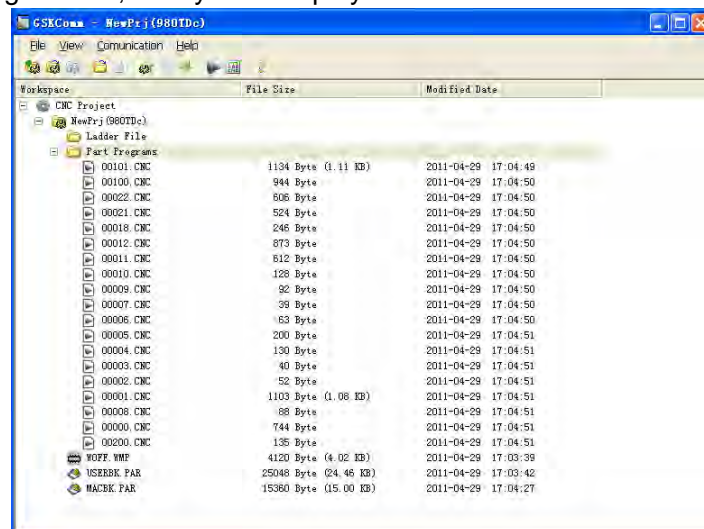 GSKComm - NewPrj(980TDc)
File View Comunication Help
Workspace File Size Modified Date
CNC Project
NewPrj(980TDc)
Ladder File
Part Programs
O0101.CNC 1134 Byte (1.11 KB) 2011-04-29 17:04:49
O0100.CNC 944 Byte 2011-04-29 17:04:50
O0022.CNC 606 Byte 2011-04-29 17:04:50
O0021.CNC 524 Byte 2011-04-29 17:04:50
O0018.CNC 246 Byte 2011-04-29 17:04:50
O0012.CNC 873 Byte 2011-04-29 17:04:50
O0011.CNC 612 Byte 2011-04-29 17:04:50
O0010.CNC 128 Byte 2011-04-29 17:04:50
O0009.CNC 92 Byte 2011-04-29 17:04:50
O0007.CNC 39 Byte 2011-04-29 17:04:50
O0006.CNC 63 Byte 2011-04-29 17:04:50
O0005.CNC 200 Byte 2011-04-29 17:04:51
O0004.CNC 130 Byte 2011-04-29 17:04:51
O0003.CNC 40 Byte 2011-04-29 17:04:51
O0002.CNC 52 Byte 2011-04-29 17:04:51
O0001.CNC 1103 Byte (1.08 KB) 2011-04-29 17:04:51
O0008.CNC 88 Byte 2011-04-29 17:04:51
O0000.CNC 744 Byte 2011-04-29 17:04:51
O0200.CNC 135 Byte 2011-04-29 17:04:51
WOFF.WMP 4120 Byte (4.02 KB) 2011-04-29 17:03:39
USERBK.PAR 25048 Byte (24.46 KB) 2011-04-29 17:03:42
MACBK.PAR 15360 Byte (15.00 KB) 2011-04-29 17:04:27